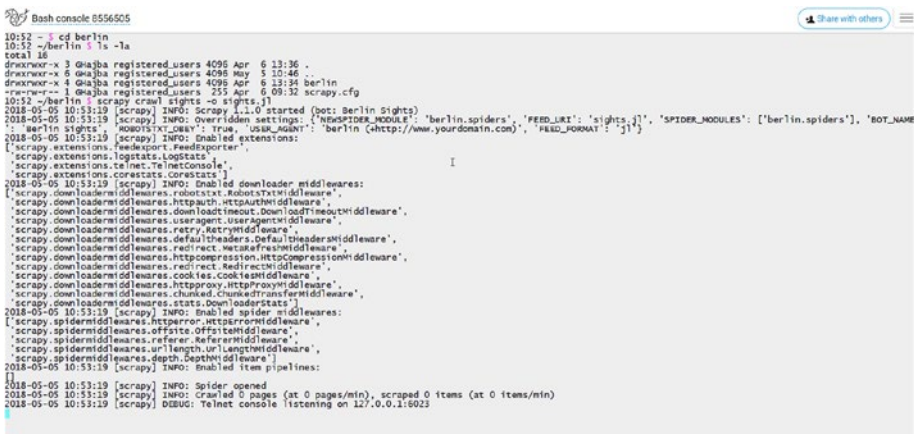 Bash console 8556505
Share with others
10:52 ~ $ cd berlin
10:52 ~/berlin $ ls -la
total 16
drwxrwxr-x 3 GHajba registered_users 4096 Apr  6 13:36 .
drwxrwxr-x 6 GHajba registered_users 4096 May  5 10:46 ..
drwxrwxr-x 4 GHajba registered_users 4096 Apr  6 13:34 berlin
-rw-rw-r-- 1 GHajba registered_users  255 Apr  6 09:32 scrapy.cfg
10:52 ~/berlin $ scrapy crawl sights -o sights.jl
2018-05-05 10:53:19 [scrapy] INFO: Scrapy 1.1.0 started (bot: Berlin Sights)
2018-05-05 10:53:19 [scrapy] INFO: Overridden settings: {'NEWSPIDER_MODULE': 'berlin.spiders', 'FEED_URI': 'sights.jl', 'SPIDER_MODULES': ['berlin.spiders'], 'BOT_NAME
': 'Berlin Sights', 'ROBOTSTXT_OBEY': True, 'USER_AGENT': 'berlin (+http://www.yourdomain.com)', 'FEED_FORMAT': 'jl'}
2018-05-05 10:53:19 [scrapy] INFO: Enabled extensions:
['scrapy.extensions.feedexport.FeedExporter',
 'scrapy.extensions.logstats.LogStats',
 'scrapy.extensions.telnet.TelnetConsole',
 'scrapy.extensions.corestats.CoreStats']
2018-05-05 10:53:19 [scrapy] INFO: Enabled downloader middlewares:
['scrapy.downloadermiddlewares.robotstxt.RobotsTxtMiddleware',
 'scrapy.downloadermiddlewares.httpauth.HttpAuthMiddleware',
 'scrapy.downloadermiddlewares.downloadtimeout.DownloadTimeoutMiddleware',
 'scrapy.downloadermiddlewares.useragent.UserAgentMiddleware',
 'scrapy.downloadermiddlewares.retry.RetryMiddleware',
 'scrapy.downloadermiddlewares.defaultheaders.DefaultHeadersMiddleware',
 'scrapy.downloadermiddlewares.redirect.MetaRefreshMiddleware',
 'scrapy.downloadermiddlewares.httpcompression.HttpCompressionMiddleware',
 'scrapy.downloadermiddlewares.redirect.RedirectMiddleware',
 'scrapy.downloadermiddlewares.cookies.CookiesMiddleware',
 'scrapy.downloadermiddlewares.httpproxy.HttpProxyMiddleware',
 'scrapy.downloadermiddlewares.chunked.ChunkedTransferMiddleware',
 'scrapy.downloadermiddlewares.stats.DownloaderStats']
2018-05-05 10:53:19 [scrapy] INFO: Enabled spider middlewares:
['scrapy.spidermiddlewares.httperror.HttpErrorMiddleware',
 'scrapy.spidermiddlewares.offsite.OffsiteMiddleware',
 'scrapy.spidermiddlewares.referer.RefererMiddleware',
 'scrapy.spidermiddlewares.urllength.UrlLengthMiddleware',
 'scrapy.spidermiddlewares.depth.DepthMiddleware']
2018-05-05 10:53:19 [scrapy] INFO: Enabled item pipelines:
[]
2018-05-05 10:53:19 [scrapy] INFO: Spider opened
2018-05-05 10:53:19 [scrapy] INFO: Crawled 0 pages (at 0 pages/min), scraped 0 items (at 0 items/min)
2018-05-05 10:53:19 [scrapy] DEBUG: Telnet console listening on 127.0.0.1:6023